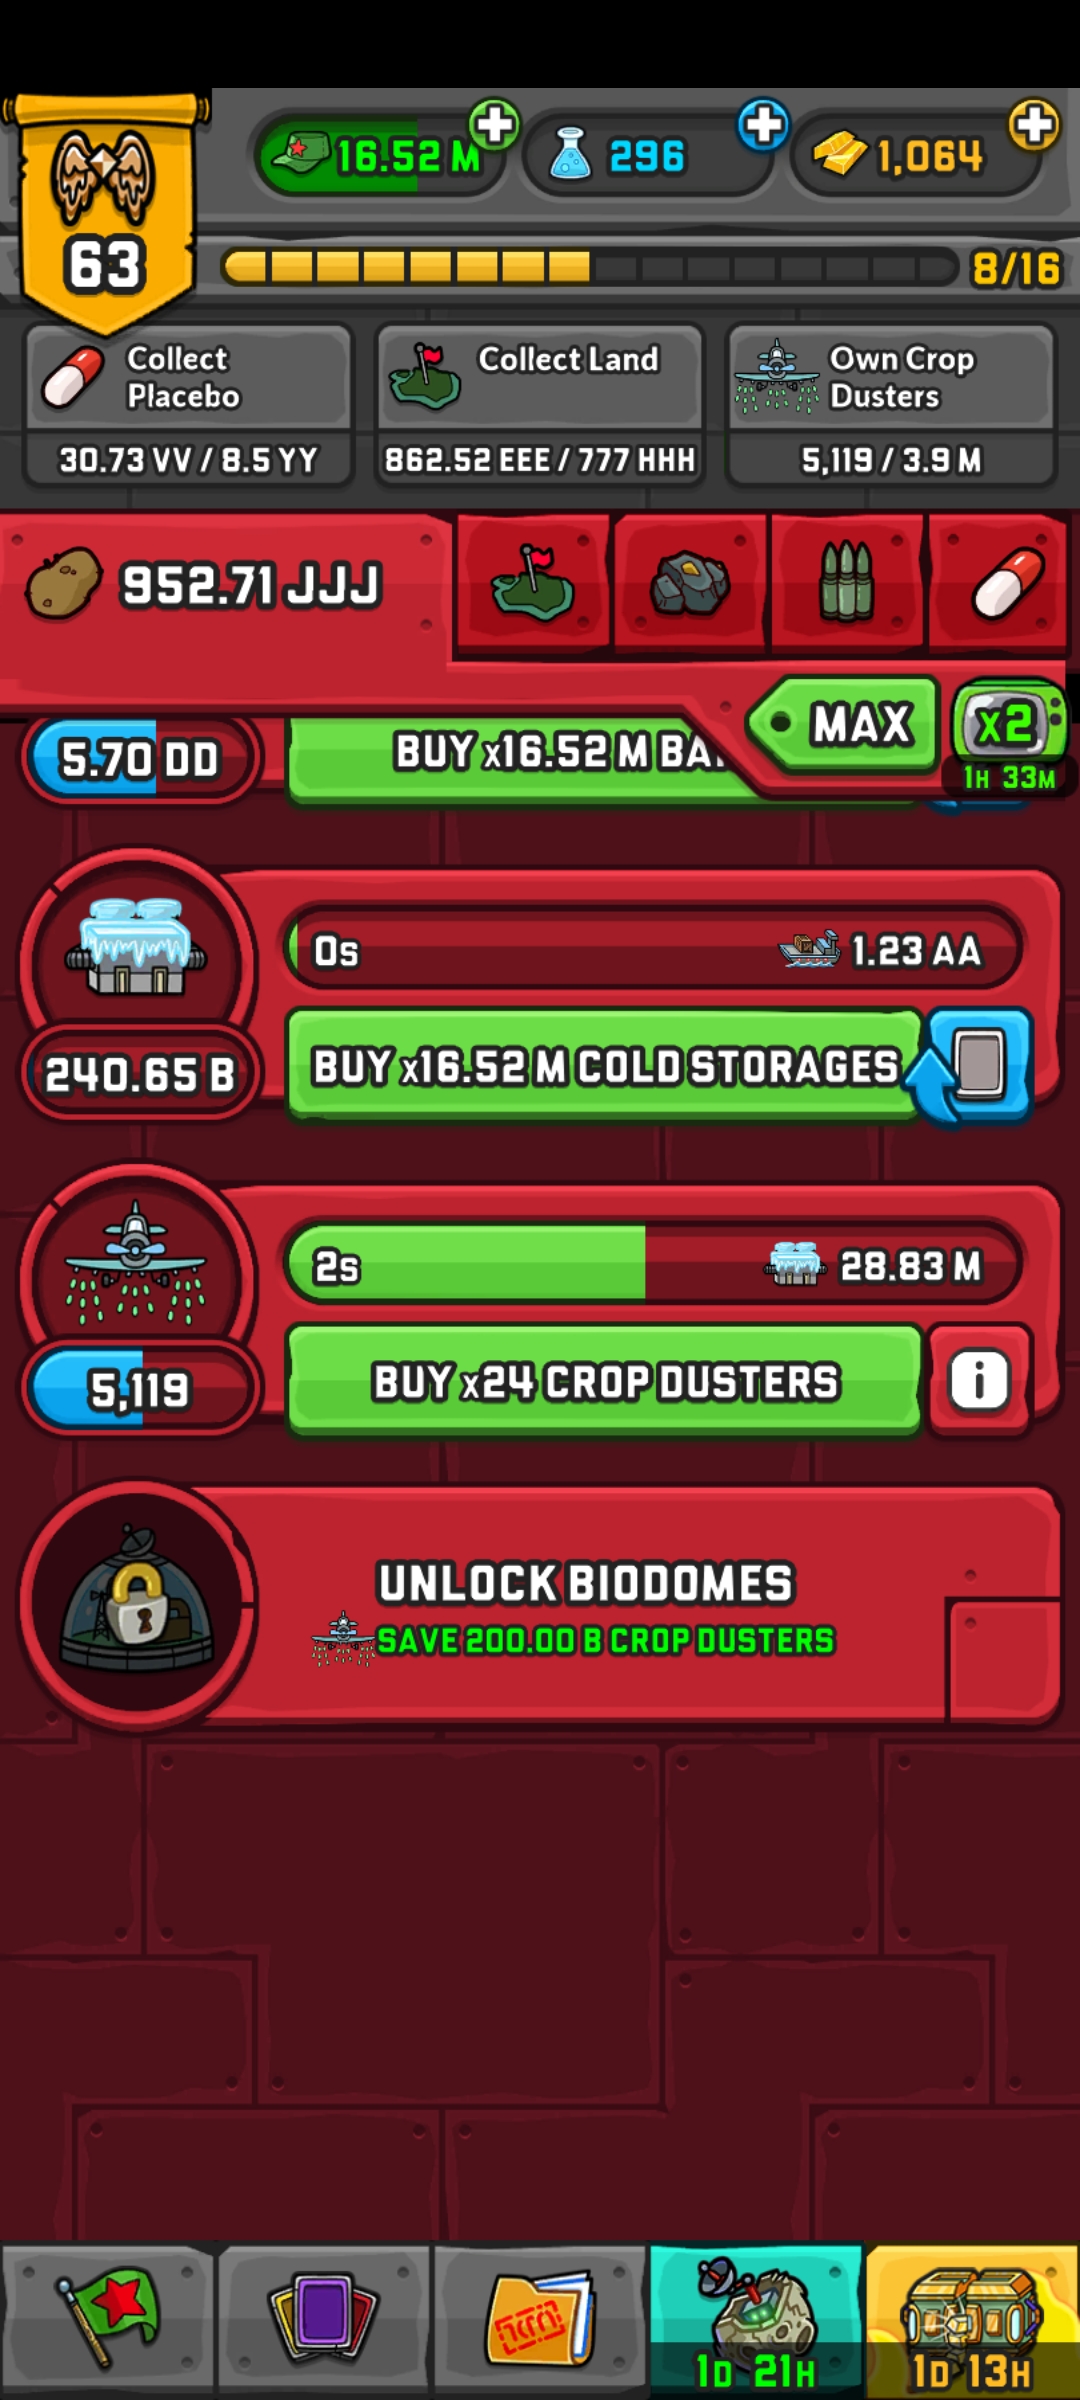 16.52 M
296
1,064
63
8/16
Collect
Placebo
30.73 VV / 8.5 YY
Collect Land
862.52 EEE / 777 HHH
Own Crop
Dusters
5,119 / 3.9 M
952.71 JJJ
MAX
x2
1H 33M
5.70 DD
BUY x16.52 M BA
0s
1.23 AA
240.65 B
BUY x16.52 M COLD STORAGES
2s
28.83 M
5,119
BUY x24 CROP DUSTERS
i
UNLOCK BIODOMES
SAVE 200.00 B CROP DUSTERS
1D 21H
1D 13H